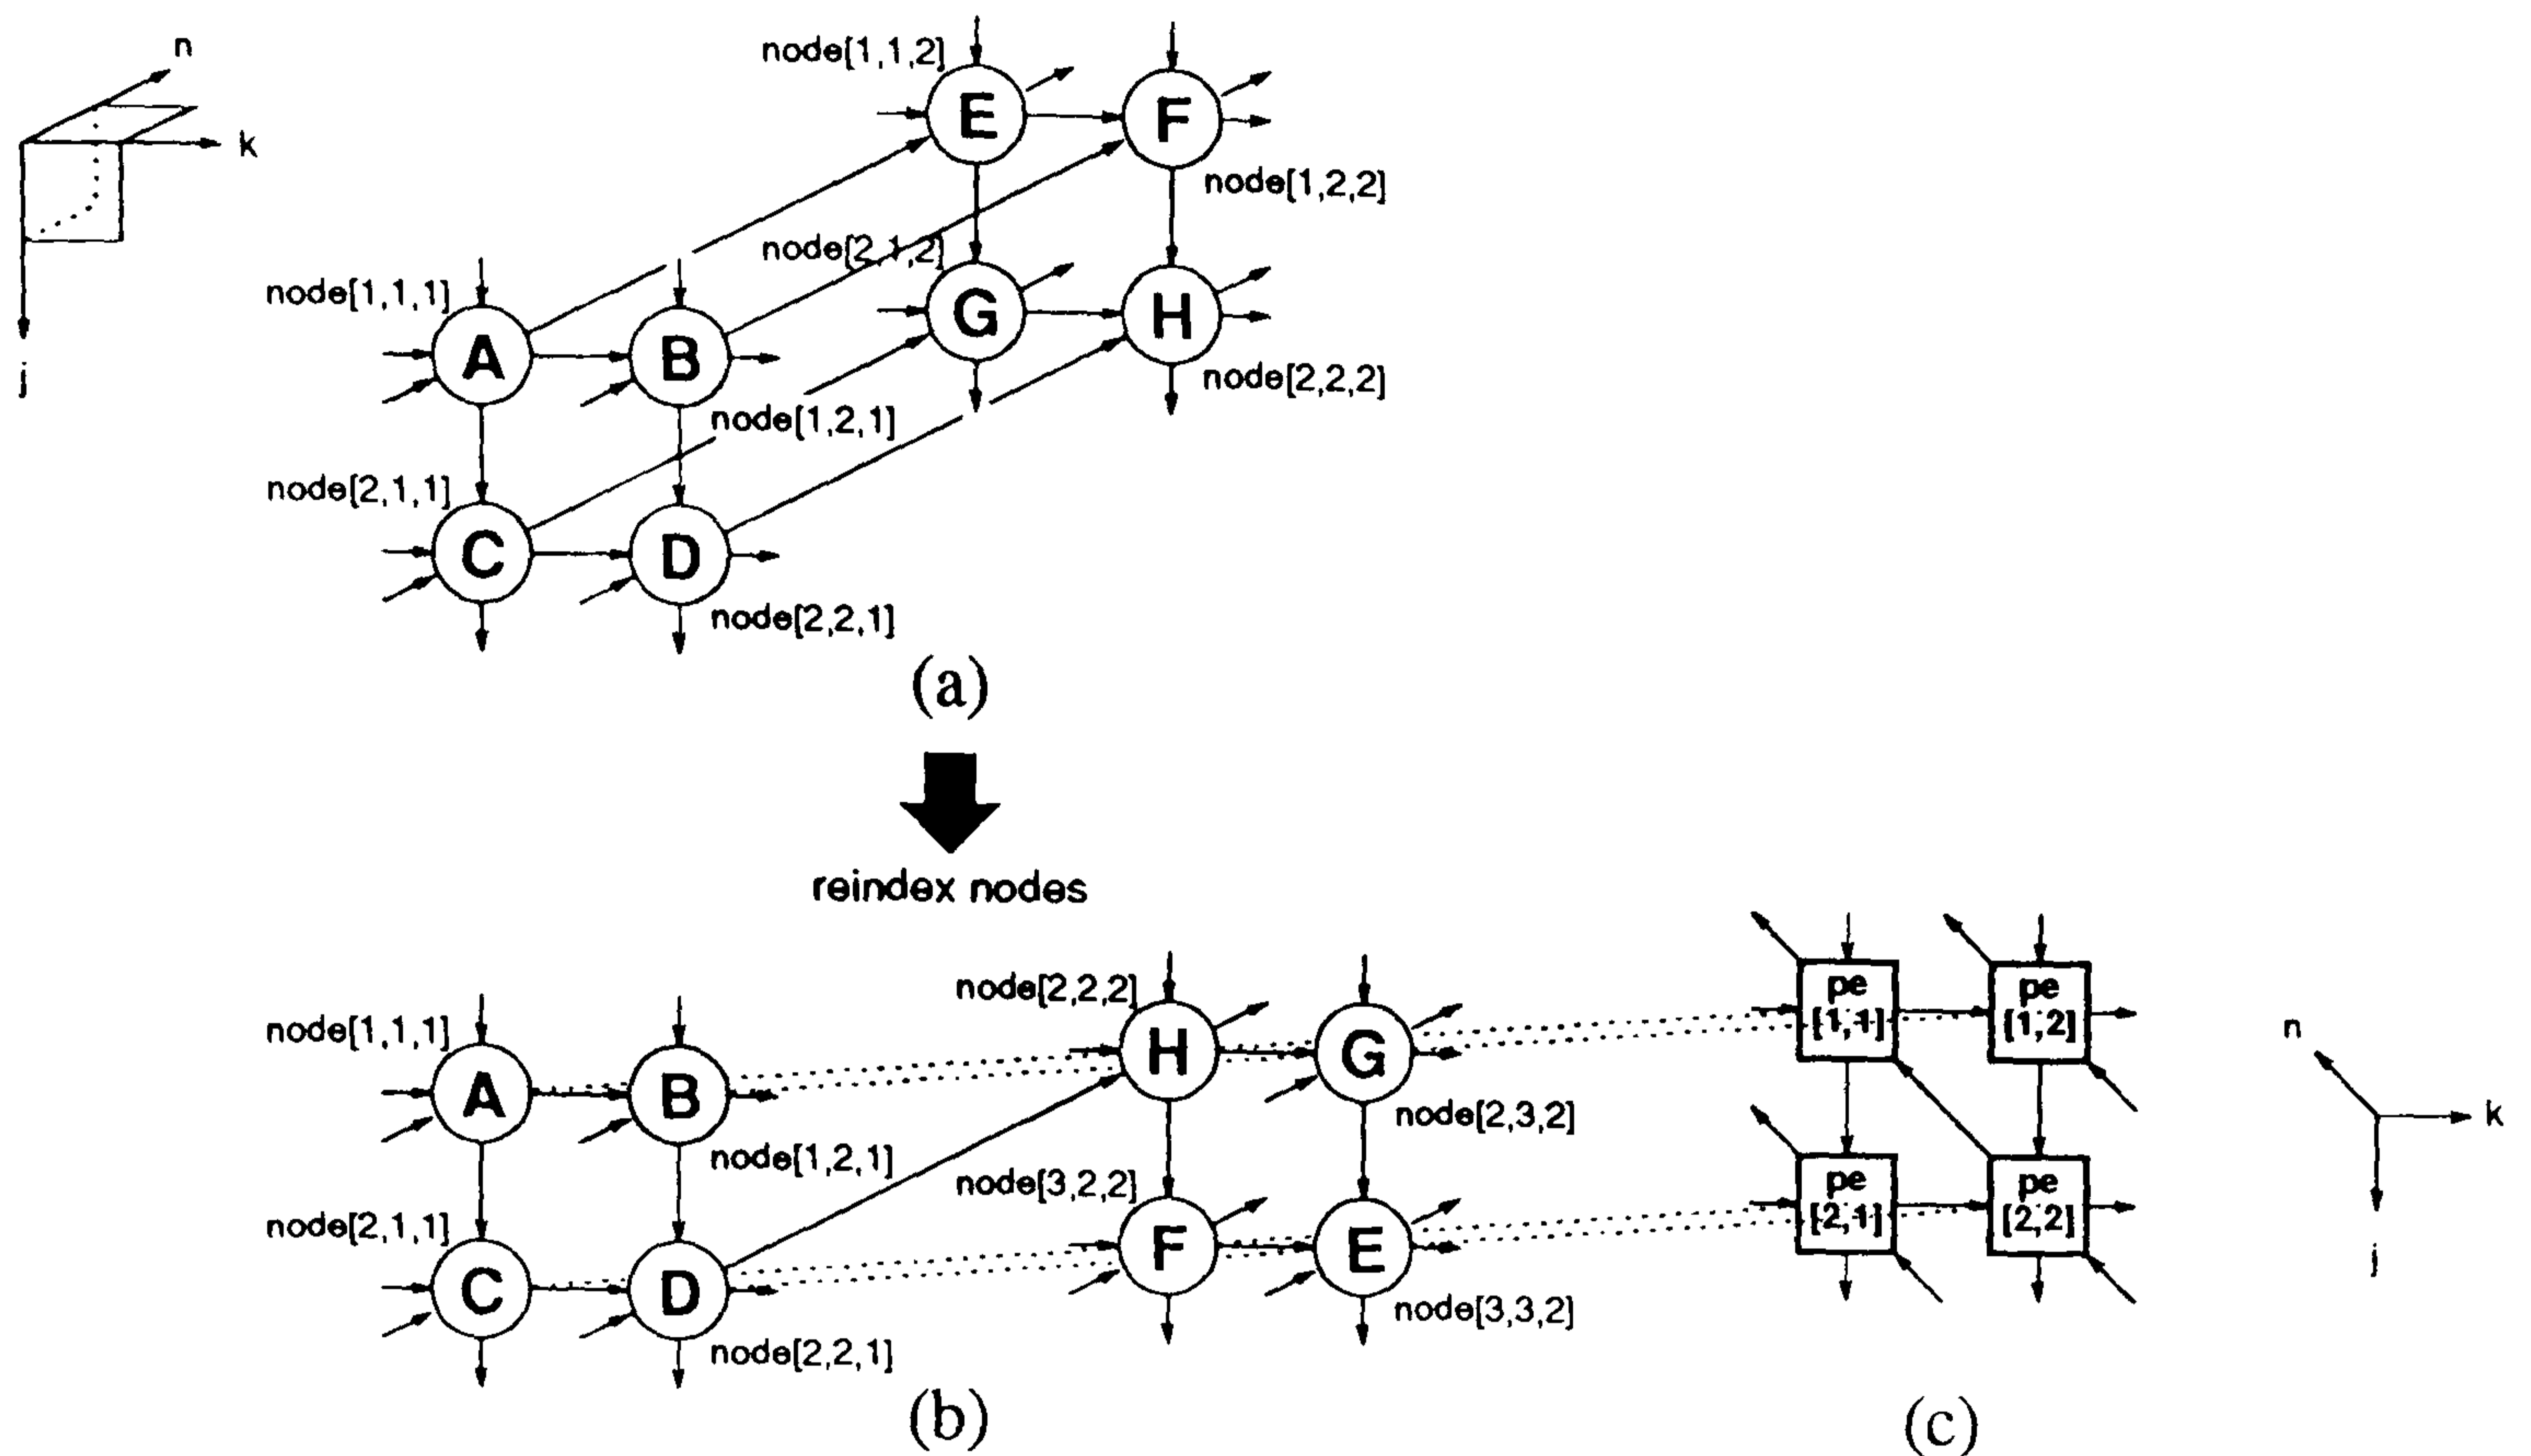 n
k
j
node[1,1,2]
E
F
node[1,2,2]
node[2,1,2]
node[1,1,1]
A
B
G
H
node[1,2,1]
node[2,2,2]
node[2,1,1]
C
D
node[2,2,1]
(a)
reindex nodes
node[1,1,1]
A
B
node[1,2,1]
node[2,2,2]
H
G
node[2,3,2]
node[2,1,1]
C
D
node[2,2,1]
node[3,2,2]
F
E
node[3,3,2]
(b)
pe
[1,1]
pe
[1,2]
pe
[2,1]
pe
[2,2]
n
k
j
(c)